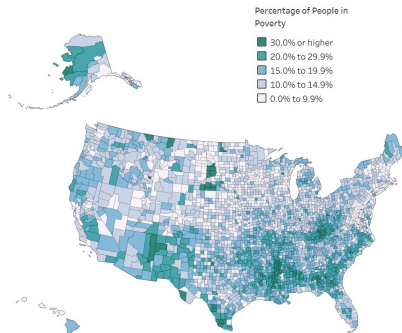 Percentage of People in
Poverty
30.0% or higher
20.0% to 29.9%
15.0% to 19.9%
10.0% to 14.9%
0.0% to 9.9%